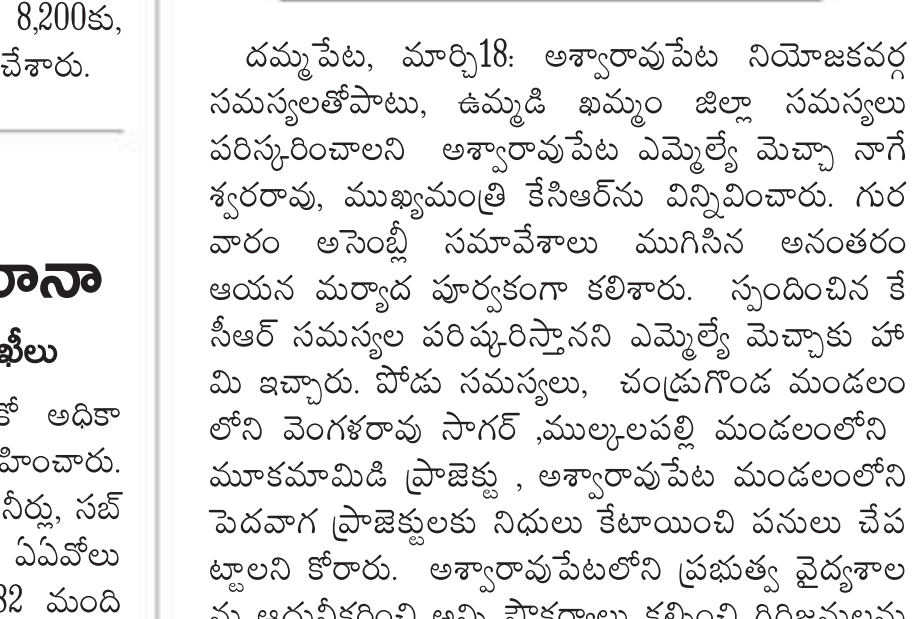 8,200కు,
చేశారు.
రానా
ఖీలు
కో అధికా
హించారు.
నీర్లు, సబ్
ఏఏవోలు
32 మంది
దమ్మపేట, మార్చి18: అశ్వారావుపేట నియోజకవర్గ
సమస్యలతోపాటు, ఉమ్మడి ఖమ్మం జిల్లా సమస్యలు
పరిస్కరించాలని అశ్వారావుపేట ఎమ్మెల్యే మెచ్చా నాగే
శ్వరరావు, ముఖ్యమంత్రి కేసిఆర్‌ను విన్నివించారు. గుర
వారం అసెంబ్లీ సమావేశాలు ముగిసిన అనంతరం
ఆయన మర్యాద పూర్వకంగా కలిశారు. స్పందించిన కే
సీఆర్ సమస్యల పరిష్కరిస్తానని ఎమ్మెల్యే మెచ్చాకు హా
మి ఇచ్చారు. పోడు సమస్యలు, చండ్రుగొండ మండలం
లోని వెంగళరావు సాగర్ ,ముల్కలపల్లి మండలంలోని
మూకమామిడి ప్రాజెక్టు , అశ్వారావుపేట మండలంలోని
పెదవాగ ప్రాజెక్టులకు నిధులు కేటాయించి పనులు చేప
ట్టాలని కోరారు. అశ్వారావుపేటలోని ప్రభుత్వ వైద్యశాల